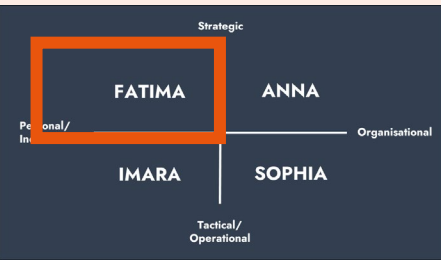 Strategic
FATIMA ANNA
Organisational
IMARA SOPHIA
Tactical/
Operational